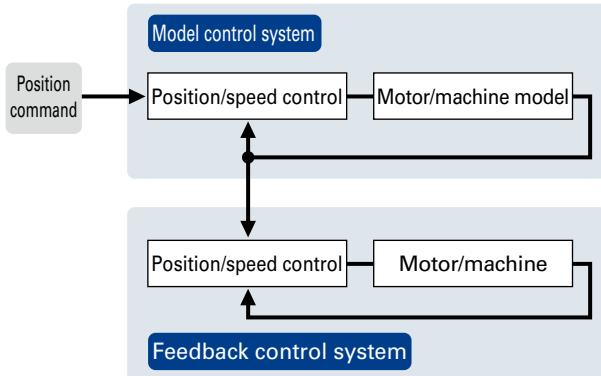 Model control system
Position
command
Position/speed control
Motor/machine model
Position/speed control
Motor/machine
Feedback control system